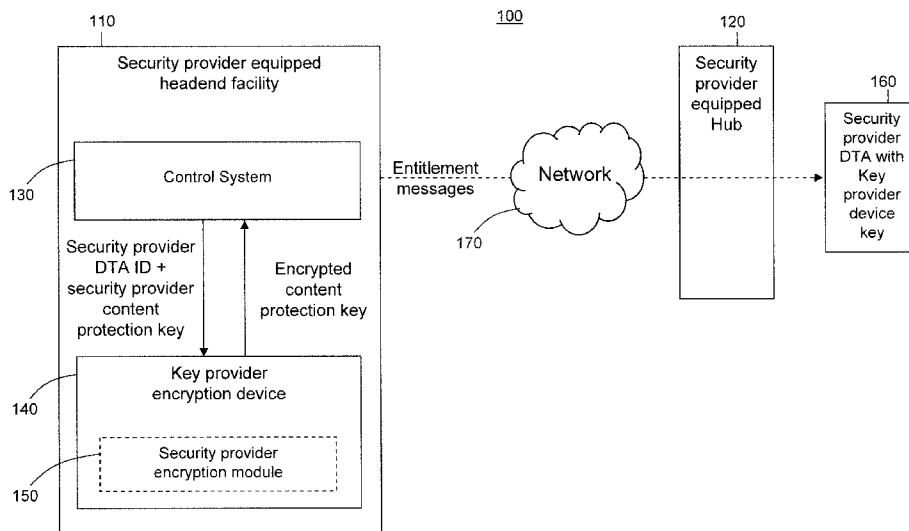 110
100
120
Security provider equipped
headend facility
Security
provider
equipped
Hub
160
Security
provider
DTA with
Key
provider
device
key
Control System
130
Entitlement
messages
Network
170
Security provider
DTA ID +
security provider
content
protection key
Encrypted
content
protection key
Key provider
encryption device
140
Security provider
encryption module
150